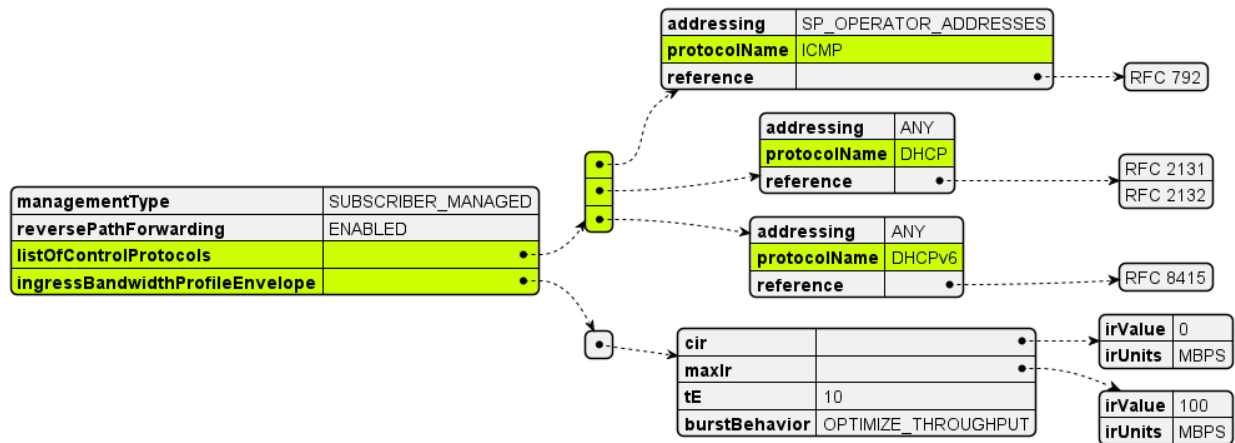 addressing SP_OPERATOR_ADDRESSES
protocolName ICMP
reference
RFC 792
addressing ANY
protocolName DHCP
reference
RFC 2131
RFC 2132
managementType SUBSCRIBER_MANAGED
reversePathForwarding ENABLED
listOfControlProtocols
ingressBandwidthProfileEnvelope
addressing ANY
protocolName DHCPv6
reference
RFC 8415
cir
maxIr
tE 10
burstBehavior OPTIMIZE_THROUGHPUT
irValue 0
irUnits MBPS
irValue 100
irUnits MBPS